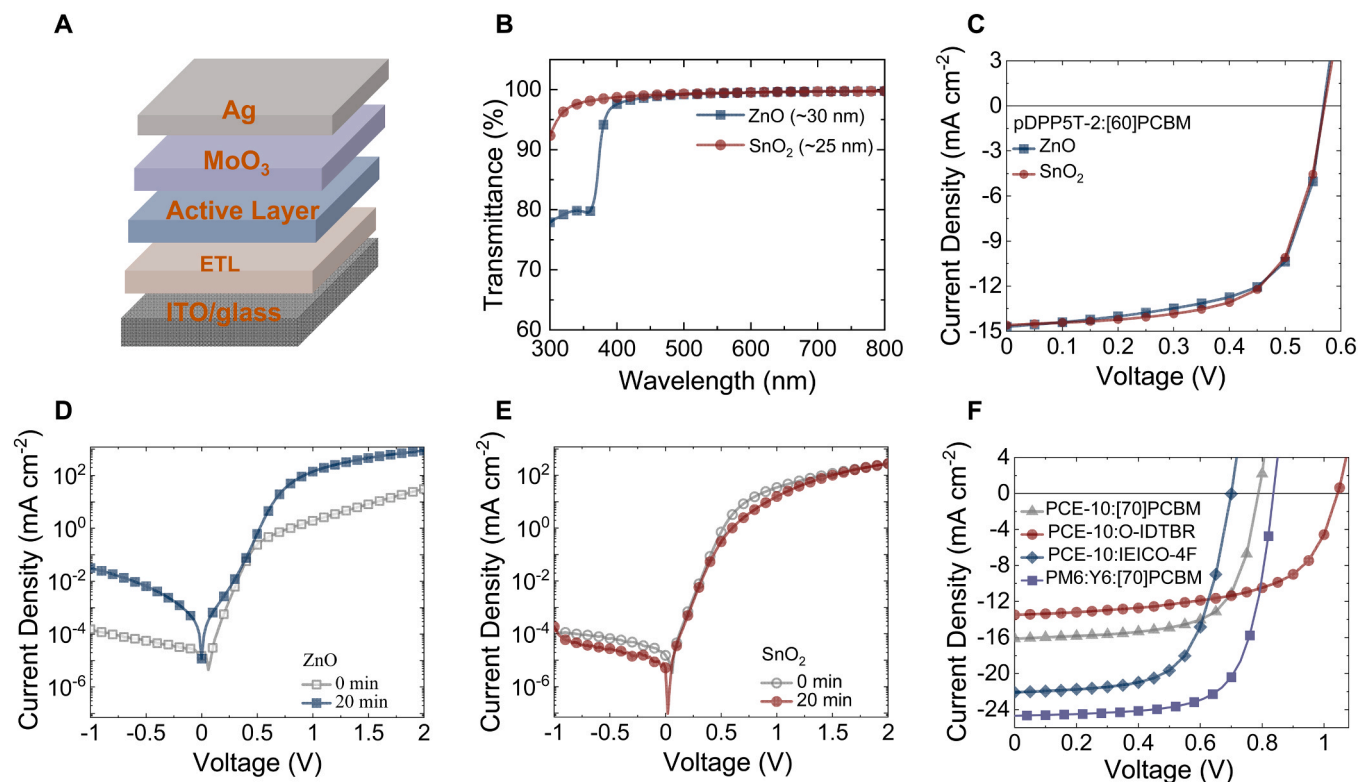 A
Ag
MoO3
Active Layer
ETL
ITO/glass
B
Transmittance (%)
100
90
80
70
60
ZnO (~30 nm)
SnO2 (~25 nm)
300 400 500 600 700 800
Wavelength (nm)
C
Current Density (mA cm-2)
3
0
-3
-6
-9
-12
-15
pDPP5T-2:[60]PCBM
ZnO
SnO2
0 0.1 0.2 0.3 0.4 0.5 0.6
Voltage (V)
D
Current Density (mA cm-2)
10^2
10^0
10^-2
10^-4
10^-6
ZnO
0 min
20 min
-1 -0.5 0 0.5 1 1.5 2
Voltage (V)
E
Current Density (mA cm-2)
10^2
10^0
10^-2
10^-4
10^-6
SnO2
0 min
20 min
-1 -0.5 0 0.5 1.0 1.5 2
Voltage (V)
F
Current Density (mA cm-2)
4
0
-4
-8
-12
-16
-20
-24
PCE-10:[70]PCBM
PCE-10:O-IDTBR
PCE-10:IEICO-4F
PM6:Y6:[70]PCBM
0 0.2 0.4 0.6 0.8 1
Voltage (V)